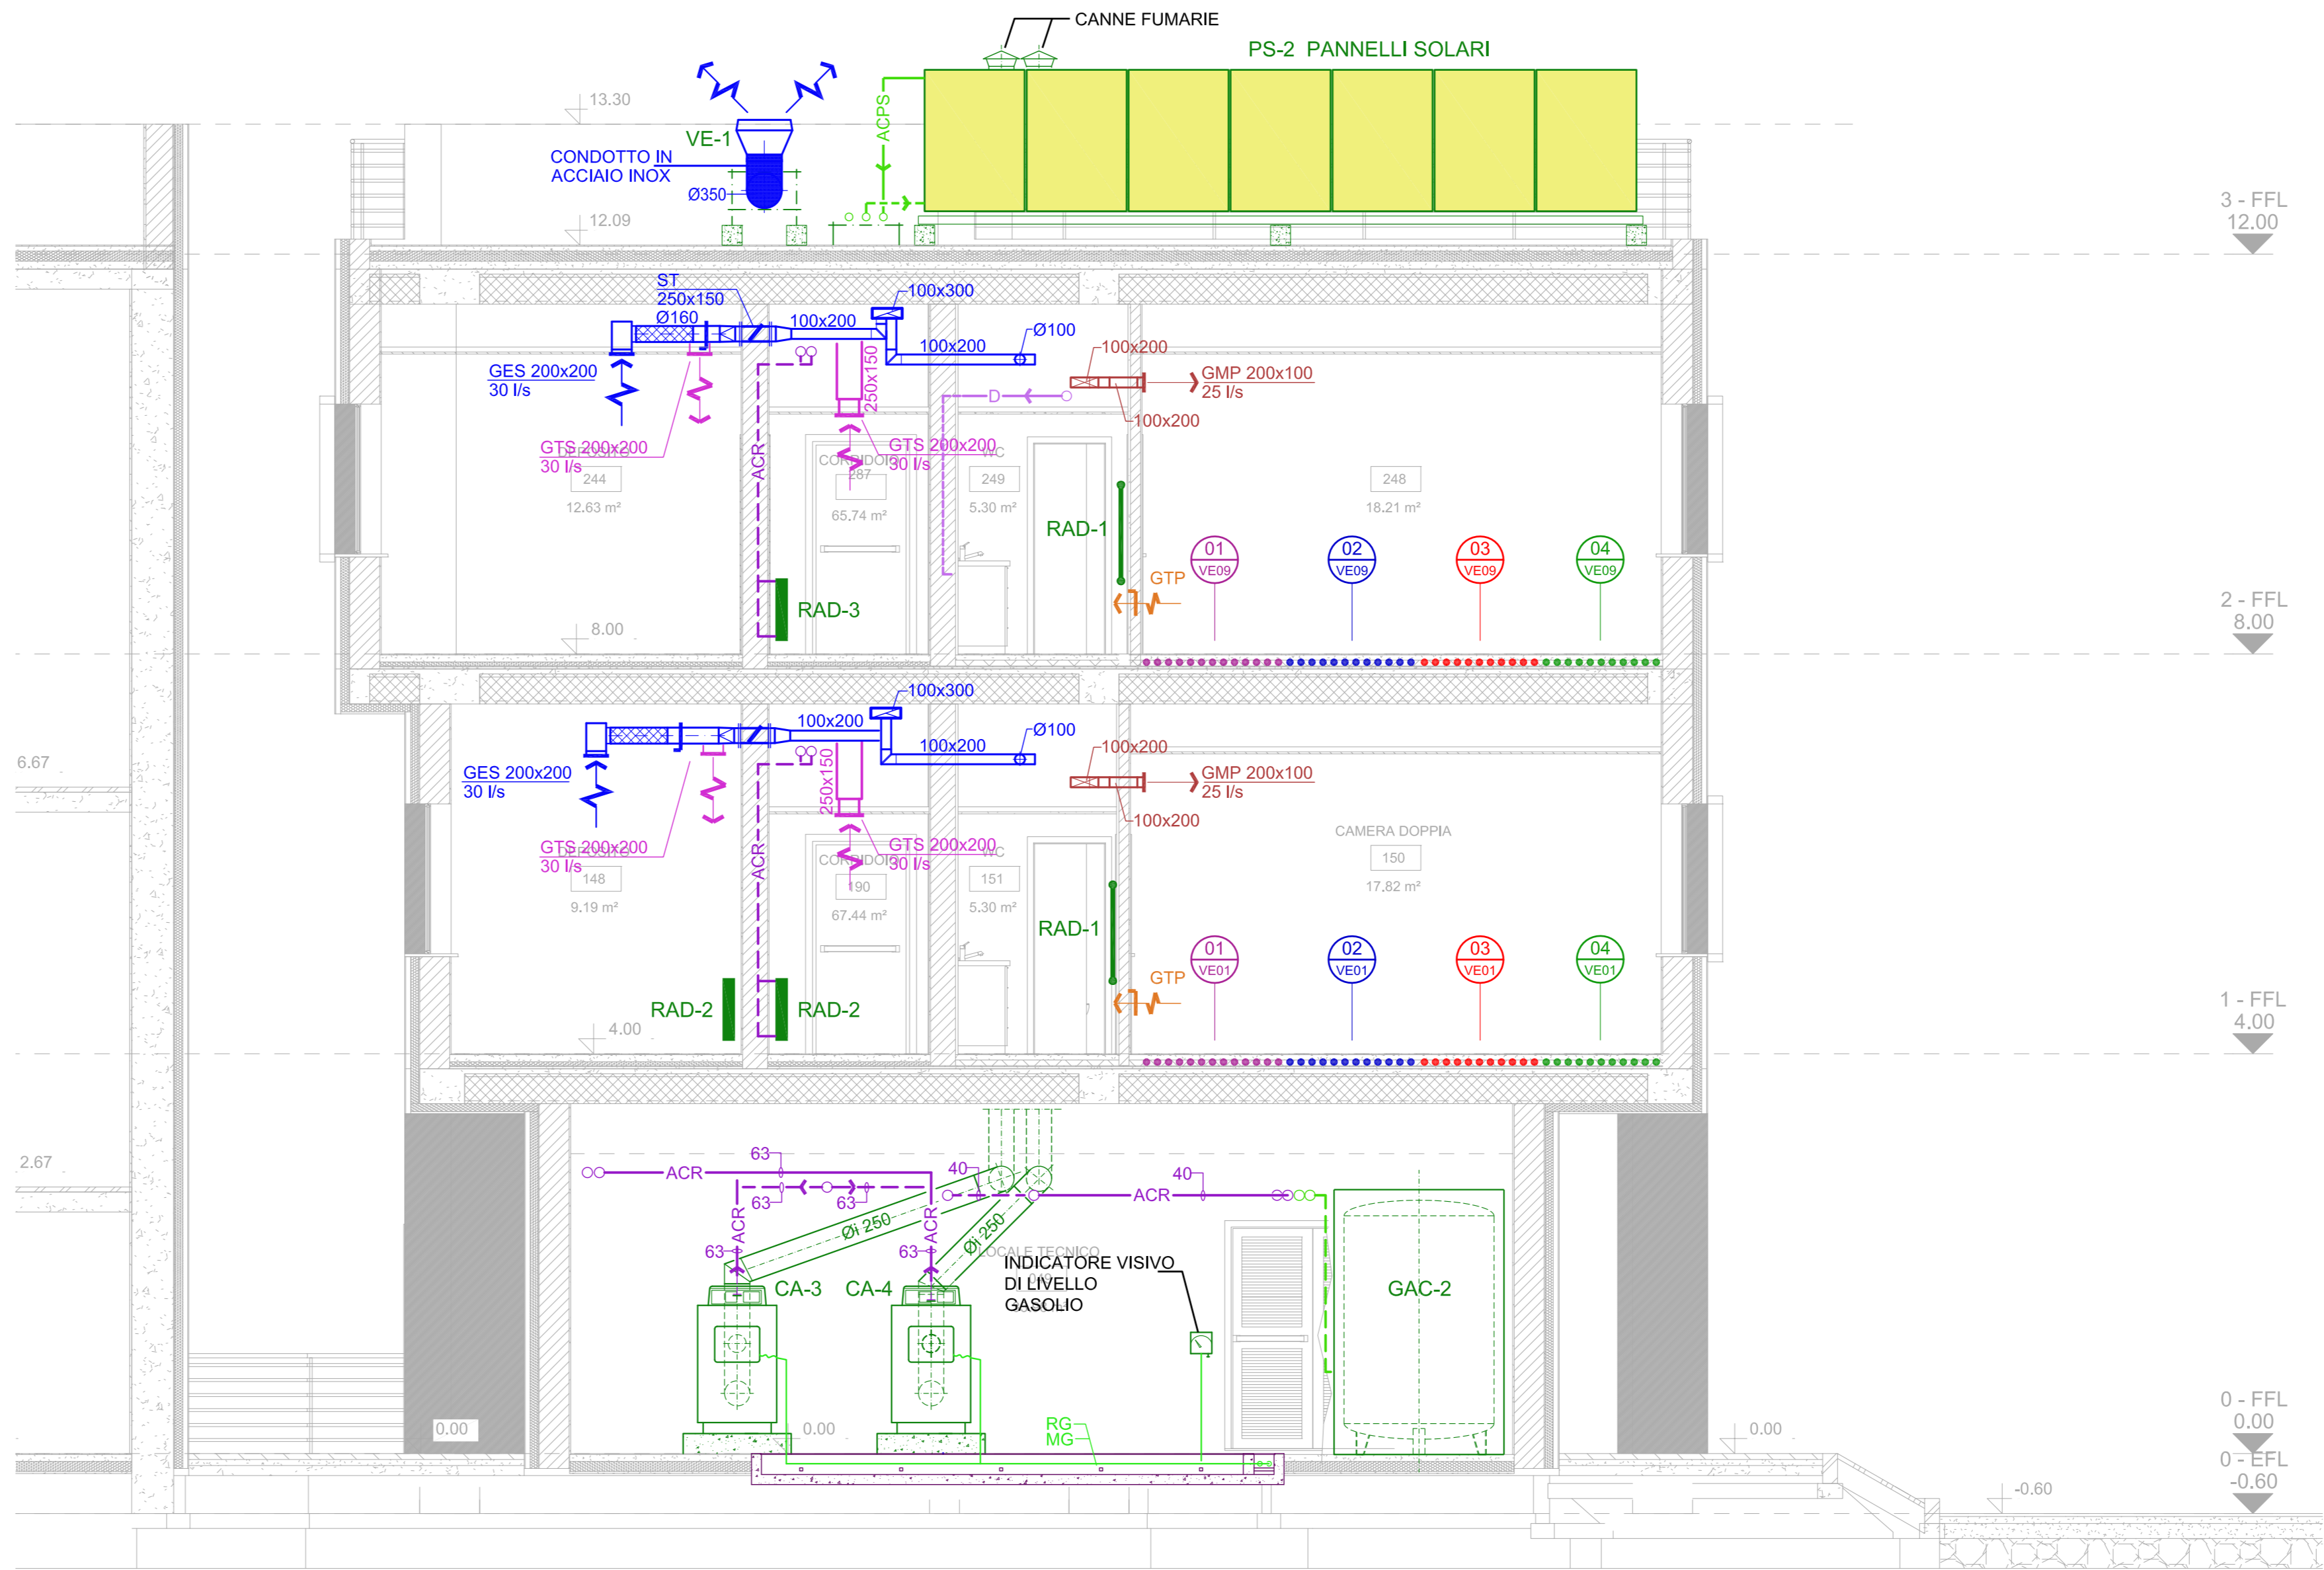 CANNE FUMARIE
PS-2 PANNELLI SOLARI
13.30
VE-1
ACPS
CONDOTTO IN
ACCIAIO INOX
Ø350
12.09
3 - FFL
12.00
ST
250x150
Ø160
100x200
100x300
Ø100
100x200
100x200
GES 200x200
30 l/s
250x150
GMP 200x100
25 l/s
D
100x200
GTS 200x200
30 l/s
ACR
GTS 200x200
30 l/s
DEPOSITO
244
12.63 m²
CORRIDOIO
287
65.74 m²
WC
249
5.30 m²
248
18.21 m²
RAD-1
01
VE09
02
VE09
03
VE09
04
VE09
GTP
RAD-3
8.00
2 - FFL
8.00
100x300
100x200
Ø100
100x200
100x200
6.67
GES 200x200
30 l/s
250x150
GMP 200x100
25 l/s
100x200
GTS 200x200
30 l/s
ACR
GTS 200x200
30 l/s
DEPOSITO
148
9.19 m²
CORRIDOIO
190
67.44 m²
WC
151
5.30 m²
CAMERA DOPPIA
150
17.82 m²
RAD-1
01
VE01
02
VE01
03
VE01
04
VE01
GTP
RAD-2
RAD-2
4.00
1 - FFL
4.00
2.67
ACR
63
63
63
40
ACR
40
ACR
ACR
63
63
Øi 250
Øi 250
LOCALE TECNICO
INDICATORE VISIVO
DI LIVELLO
GASOLIO
CA-3
CA-4
GAC-2
RG
MG
0.00
0.00
0.00
0 - FFL
0.00
0 - EFL
-0.60
-0.60